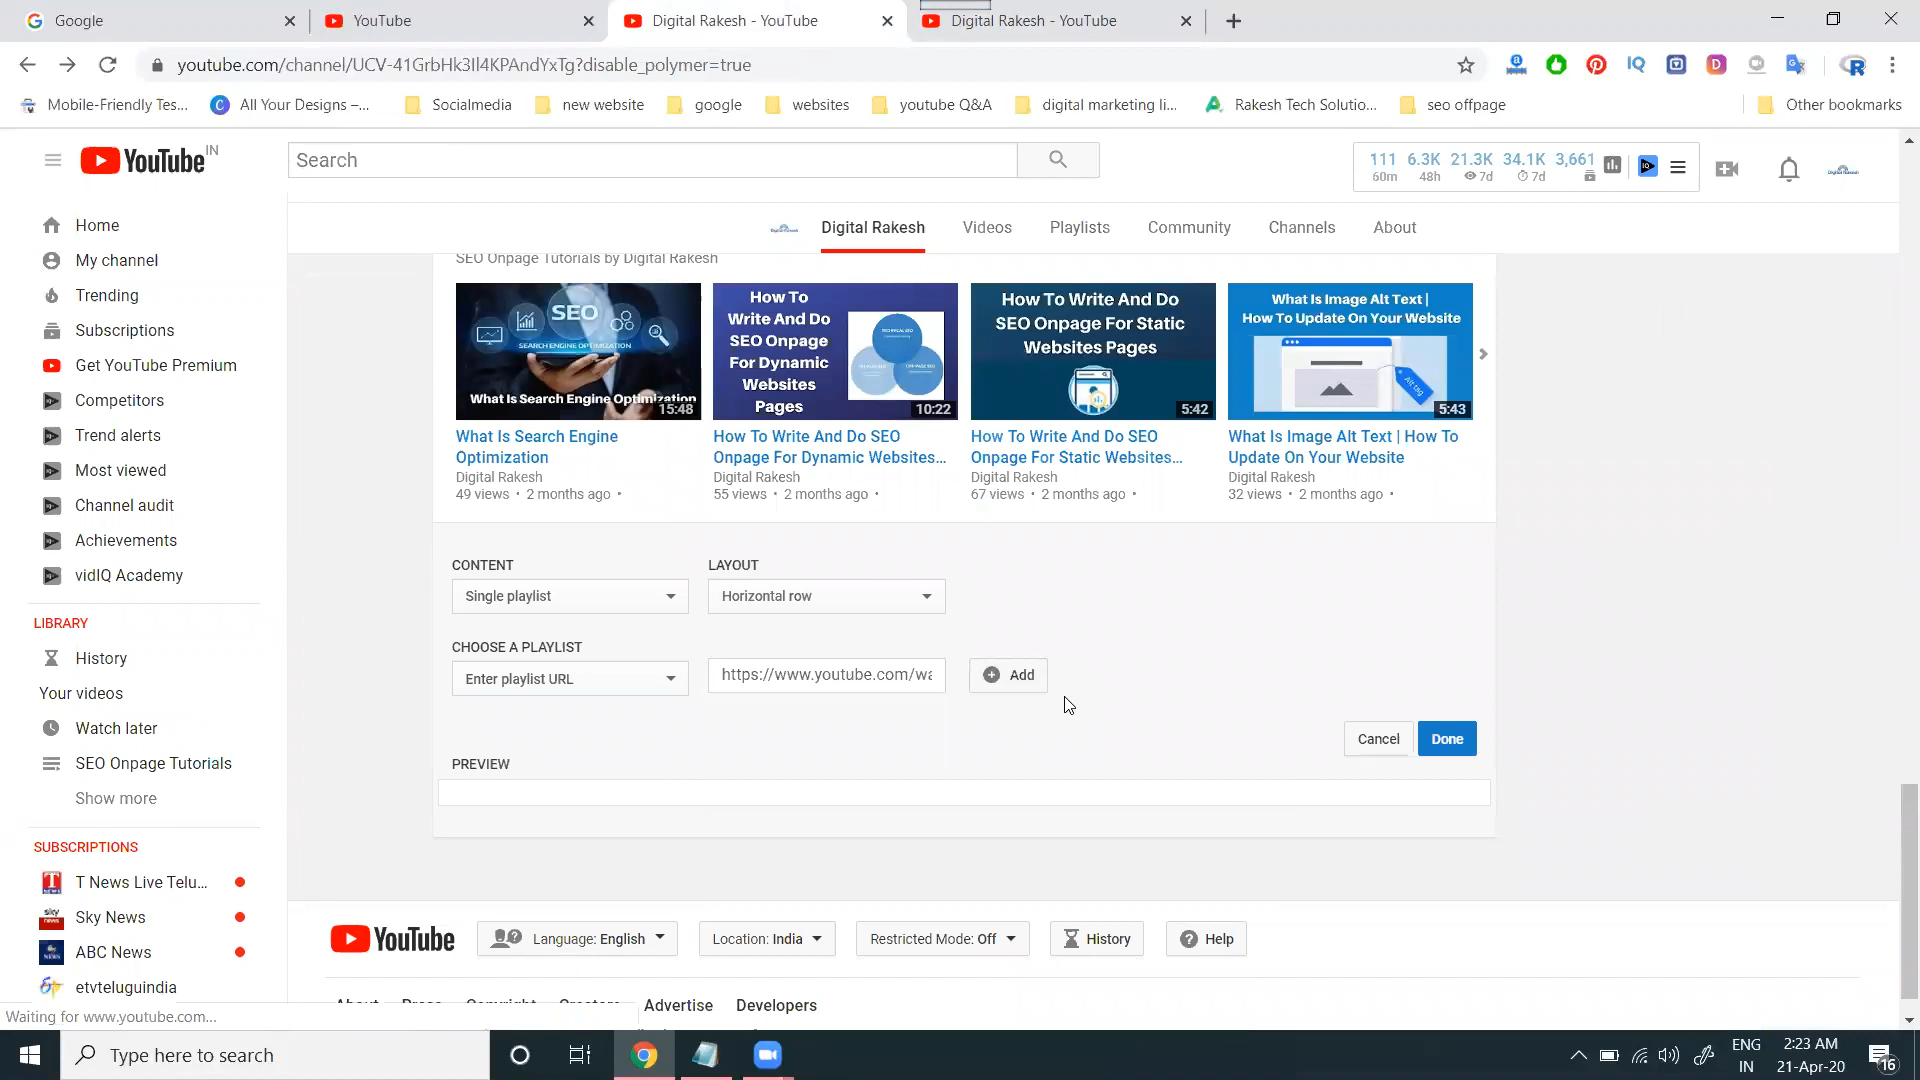 Google
YouTube
Digital Rakesh - YouTube
Digital Rakesh - YouTube
youtube.com/channel/UCV-41GrbHk3Il4KPAndYxTg?disable_polymer=true
Mobile-Friendly Tes...
All Your Designs –...
Socialmedia
new website
google
websites
youtube Q&A
digital marketing li...
Rakesh Tech Solutio...
seo offpage
Other bookmarks
YouTube IN
Search
111 6.3K 21.3K 34.1K 3,661
60m 48h 7d 7d
Digital Rakesh
Videos
Playlists
Community
Channels
About
Home
My channel
Trending
Subscriptions
Get YouTube Premium
Competitors
Trend alerts
Most viewed
Channel audit
Achievements
vidIQ Academy
LIBRARY
History
Your videos
Watch later
SEO Onpage Tutorials
Show more
SUBSCRIPTIONS
T News Live Telu...
Sky News
ABC News
etvteluguindia
SEO Onpage Tutorials by Digital Rakesh
SEO
SEARCH ENGINE OPTIMIZATION
What Is Search Engine Optimization
15:48
How To
Write And Do
SEO Onpage
For Dynamic
Websites
Pages
10:22
How To Write And Do
SEO Onpage For Static
Websites Pages
5:42
What Is Image Alt Text |
How To Update On Your Website
Alt tag
5:43
What Is Search Engine
Optimization
Digital Rakesh
49 views • 2 months ago •
How To Write And Do SEO
Onpage For Dynamic Websites...
Digital Rakesh
55 views • 2 months ago •
How To Write And Do SEO
Onpage For Static Websites...
Digital Rakesh
67 views • 2 months ago •
What Is Image Alt Text | How To
Update On Your Website
Digital Rakesh
32 views • 2 months ago •
CONTENT
LAYOUT
Single playlist
Horizontal row
CHOOSE A PLAYLIST
Enter playlist URL
https://www.youtube.com/wa
Add
Cancel
Done
PREVIEW
YouTube
Language: English
Location: India
Restricted Mode: Off
History
Help
About Press Copyright Creators Advertise Developers
Waiting for www.youtube.com...
Type here to search
ENG
IN
2:23 AM
21-Apr-20
16